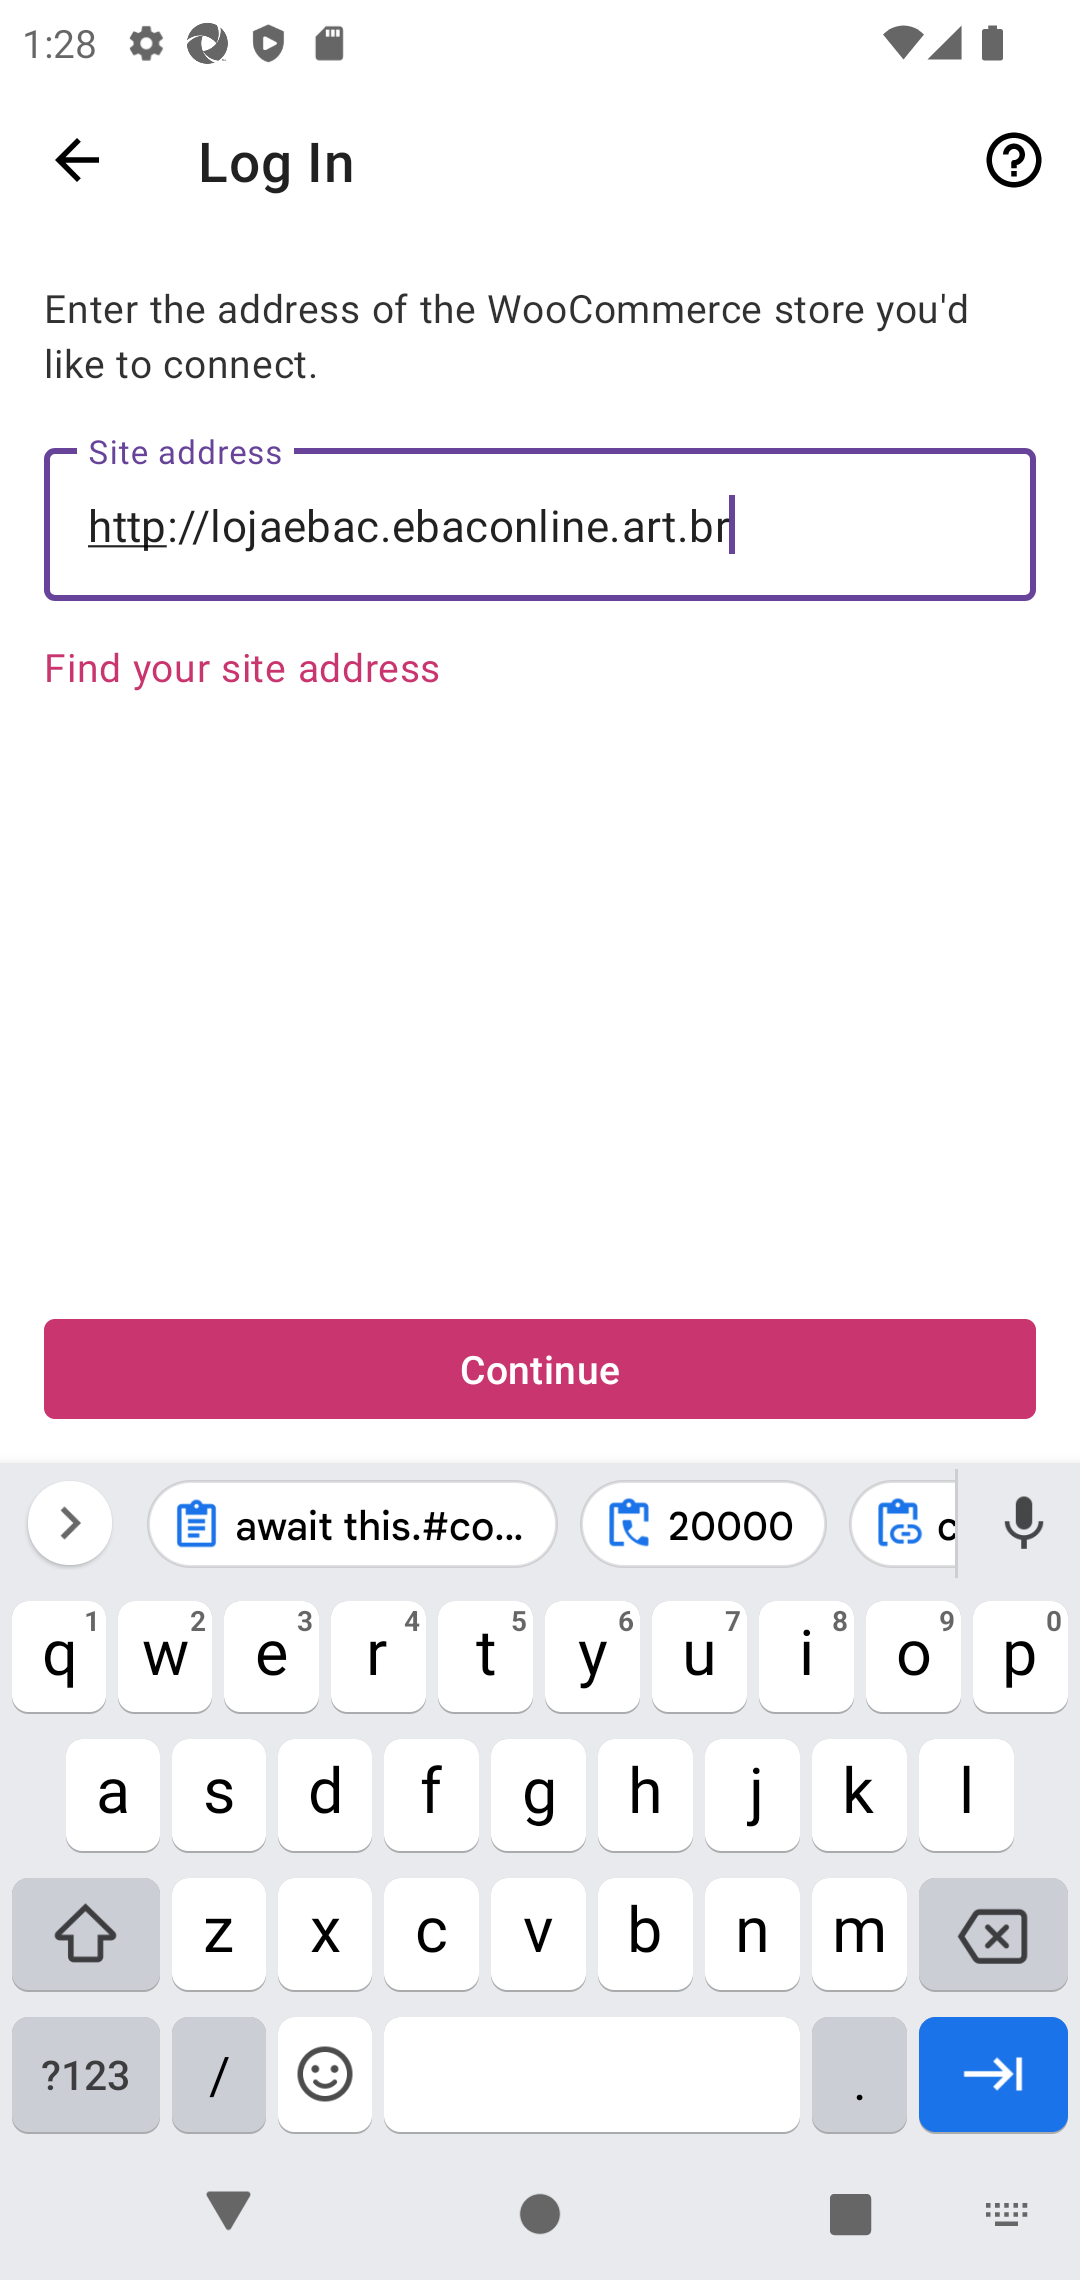 1:28
Log In
Enter the address of the WooCommerce store you'd
like to connect.
Site address
http://lojaebac.ebaconline.art.br
Find your site address
Continue
await this.#co...
20000
c
q 1 w 2 e 3 r 4 t 5 y 6 u 7 i 8 o 9 p 0
a s d f g h j k l
z x c v b n m
?123 / .